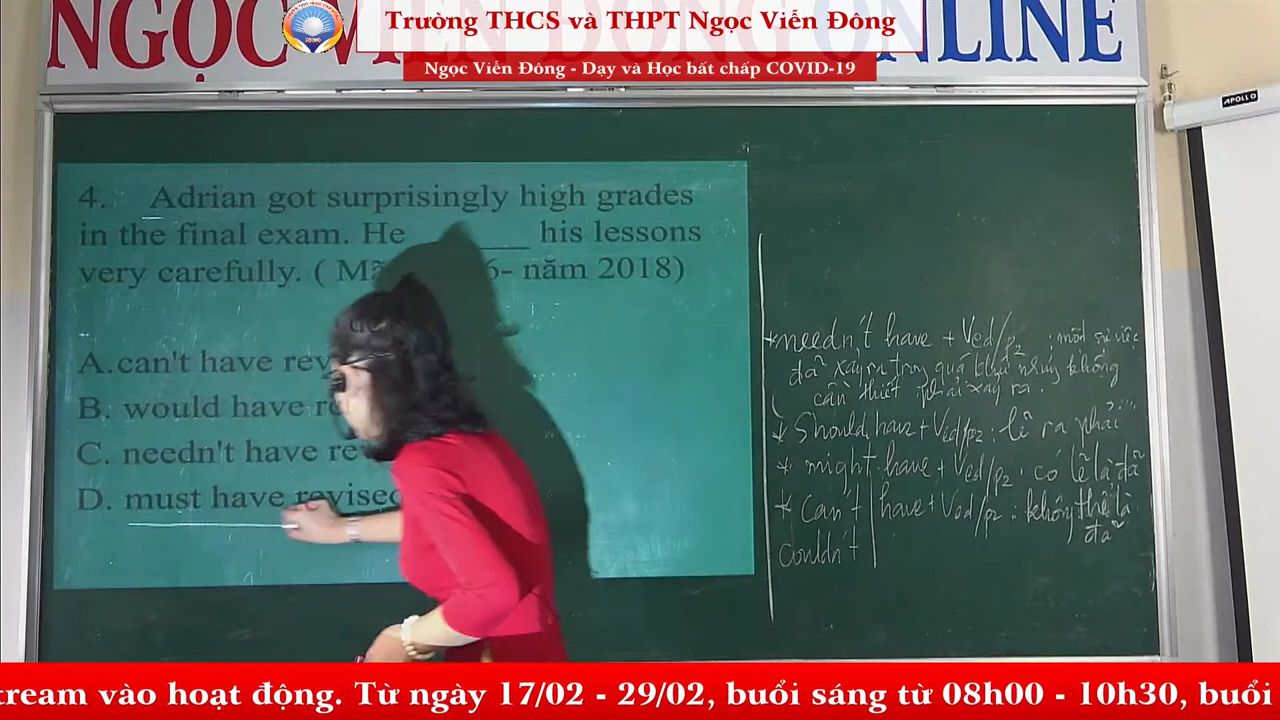 NGỌC VIỄN ĐÔNG ONLINE
Trường THCS và THPT Ngọc Viễn Đông
Ngọc Viễn Đông - Dạy và Học bất chấp COVID-19
APOLLO
4. Adrian got surprisingly high grades
in the final exam. He ______ his lessons
very carefully. ( Mã 6- năm 2018)
A.can't have rev
B. would have re
C. needn't have rev
D. must have revised
*needn't have + Ved/p2 : một sự việc
đã xảy ra trong quá khứ nhưng không
cần thiết phải xảy ra.
* Should have + Ved/p2 : lẽ ra phải...
* might have + Ved/p2 : có lẽ là đã
* can't have + Ved/p2 : không thể là
đã
Couldn't
tream vào hoạt động. Từ ngày 17/02 - 29/02, buổi sáng từ 08h00 - 10h30, buổi